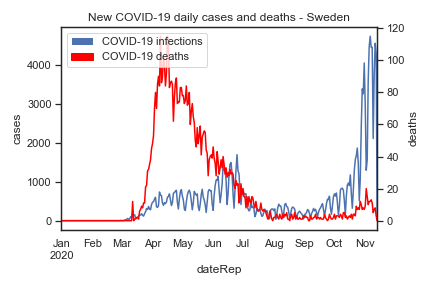 New COVID-19 daily cases and deaths - Sweden
COVID-19 infections
COVID-19 deaths
cases
4000
3000
2000
1000
0
deaths
120
100
80
60
40
20
0
Jan Feb Mar Apr May Jun Jul Aug Sep Oct Nov
2020
dateRep